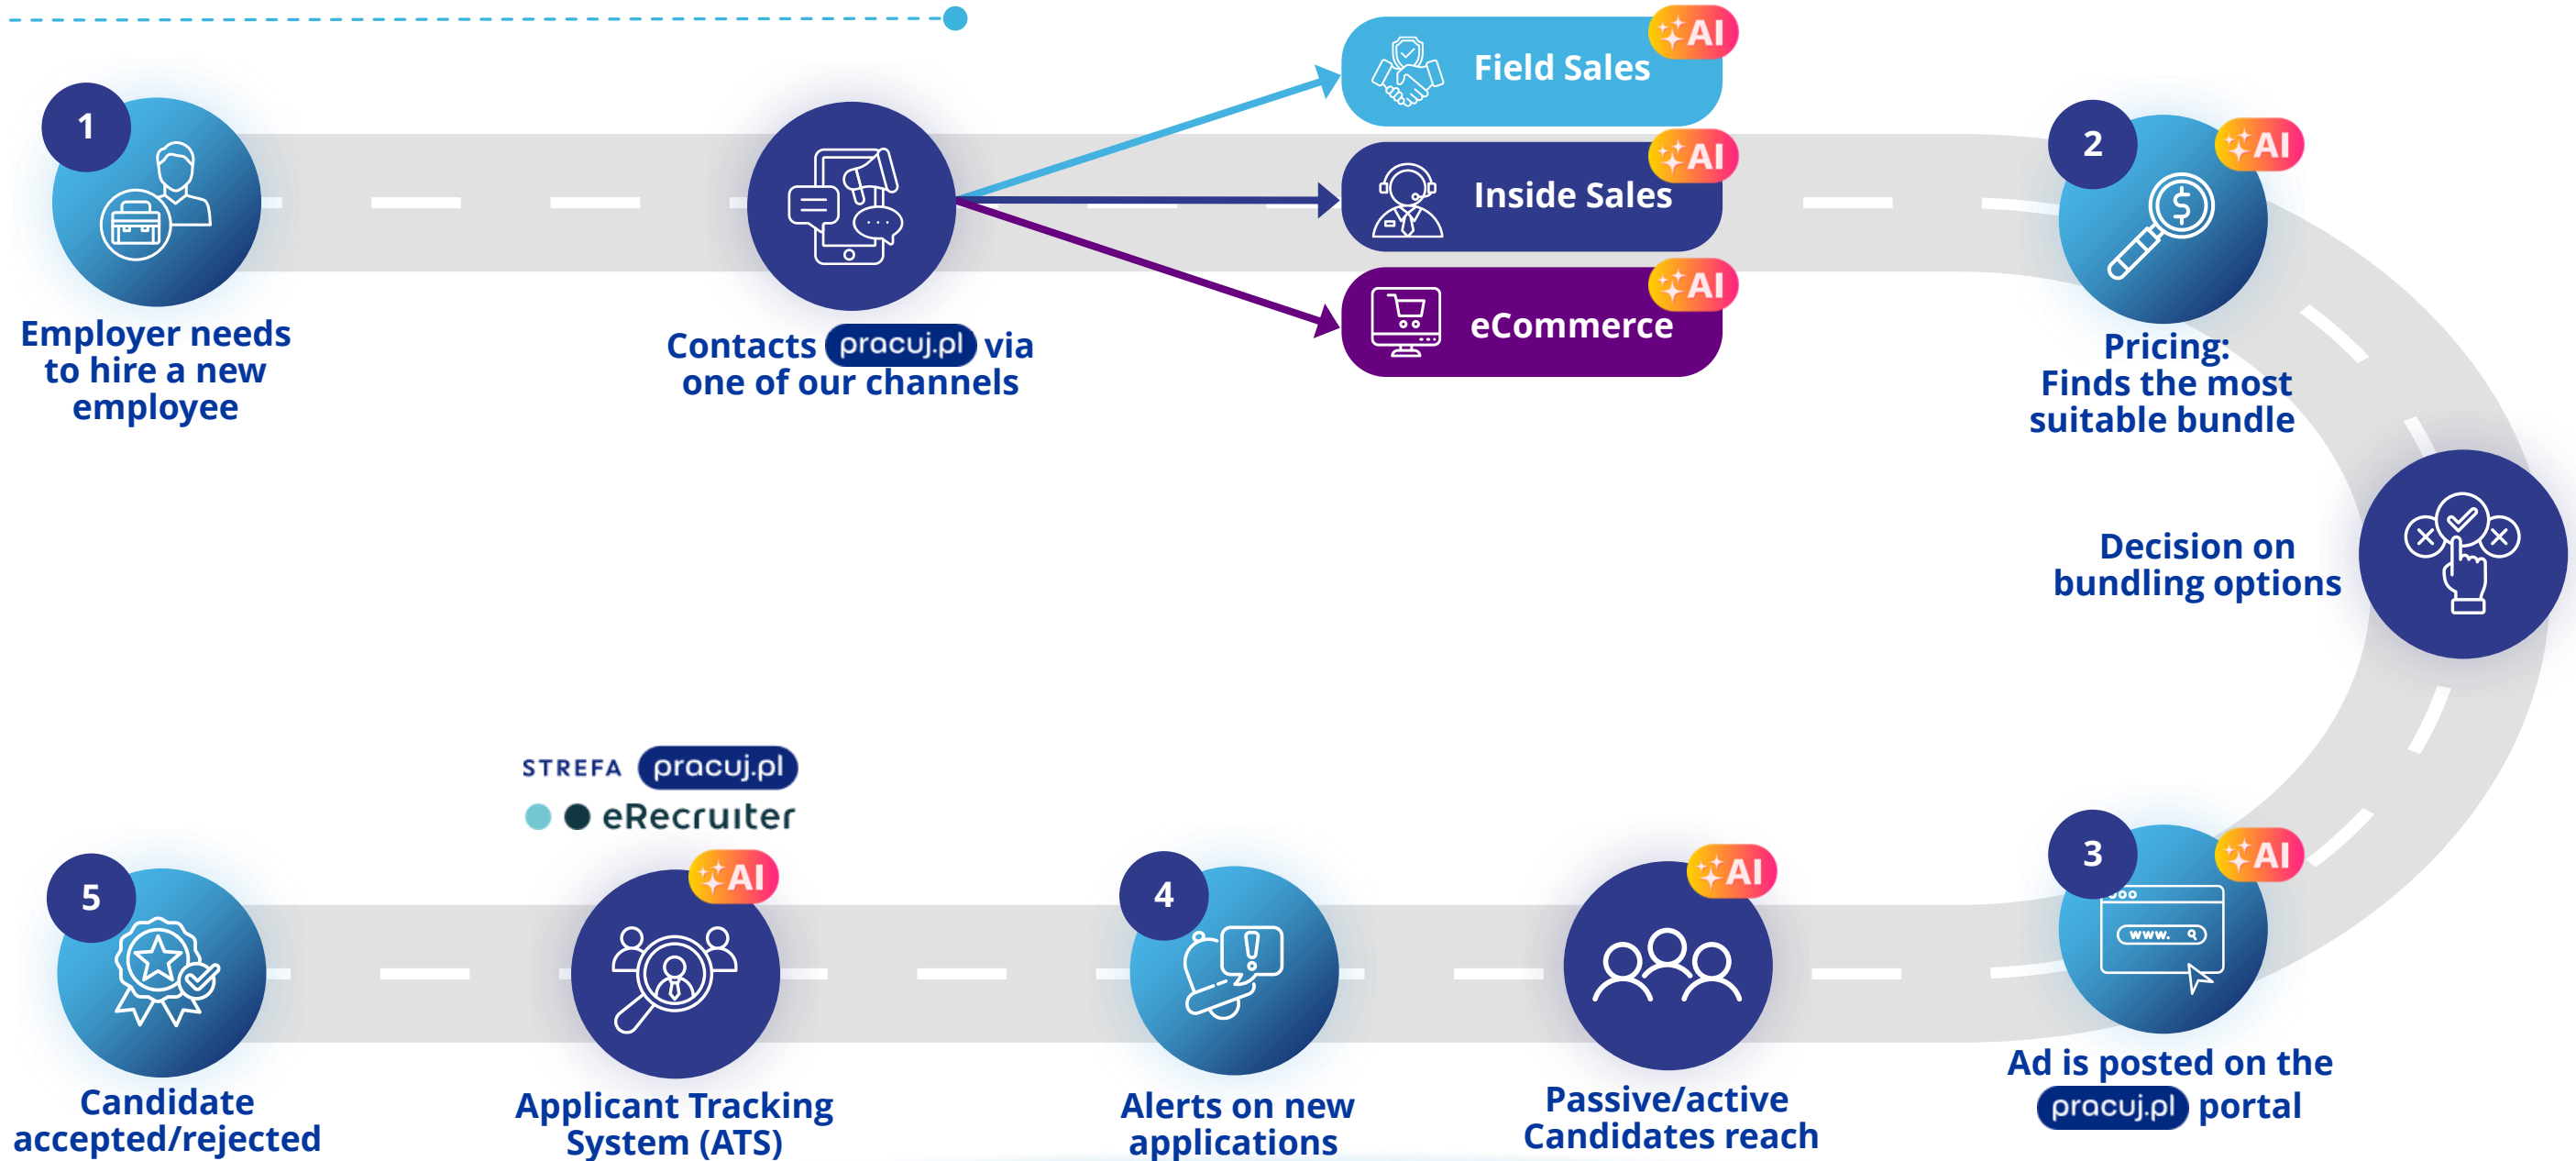 1
Employer needs
to hire a new
employee
Contacts pracuj.pl via
one of our channels
AI
Field Sales
AI
Inside Sales
AI
eCommerce
2
AI
Pricing:
Finds the most
suitable bundle
Decision on
bundling options
3
AI
www.
Ad is posted on the
pracuj.pl portal
AI
Passive/active
Candidates reach
4
Alerts on new
applications
STREFA pracuj.pl
eRecruiter
AI
Applicant Tracking
System (ATS)
5
Candidate
accepted/rejected